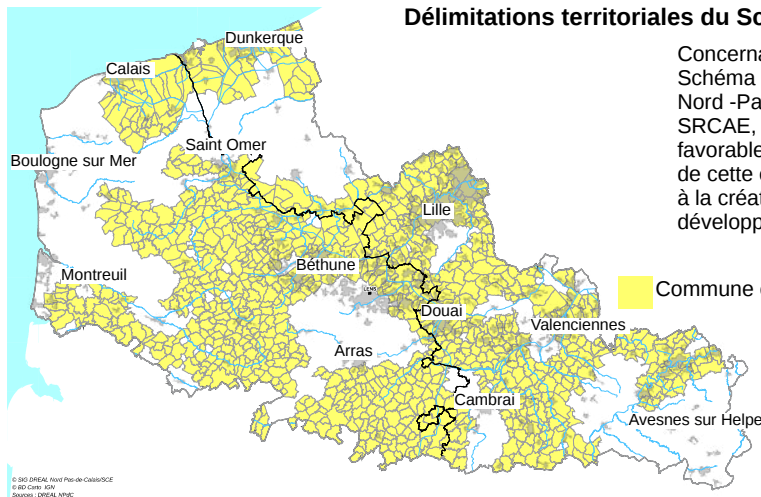 Délimitations territoriales du Sc
Concerna
Schéma
Nord -Pa
SRCAE,
favorable
de cette
à la créat
développ
Commune
Dunkerque
Calais
Saint Omer
Boulogne sur Mer
Lille
Béthune
Montreuil
LENS
Douai
Valenciennes
Arras
Cambrai
Avesnes sur Helpe
© SIG DREAL Nord Pas-de-Calais/SCE
© BD Carto IGN
Sources : DREAL NPdC